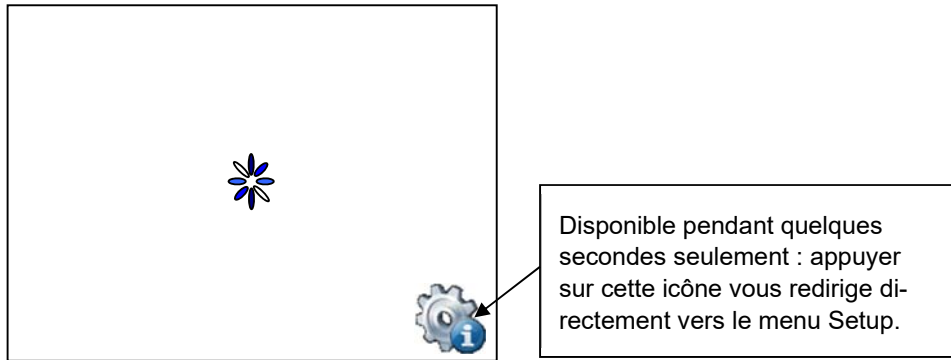 Disponible pendant quelques
secondes seulement : appuyer
sur cette icône vous redirige di-
rectement vers le menu Setup.
i